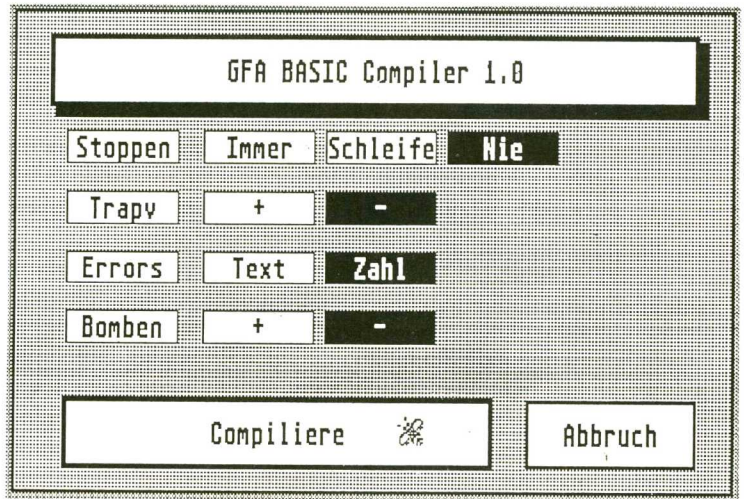 GFA BASIC Compiler 1.0
Stoppen Immer Schleife Nie
Trapv + -
Errors Text Zahl
Bomben + -
Compiliere Abbruch